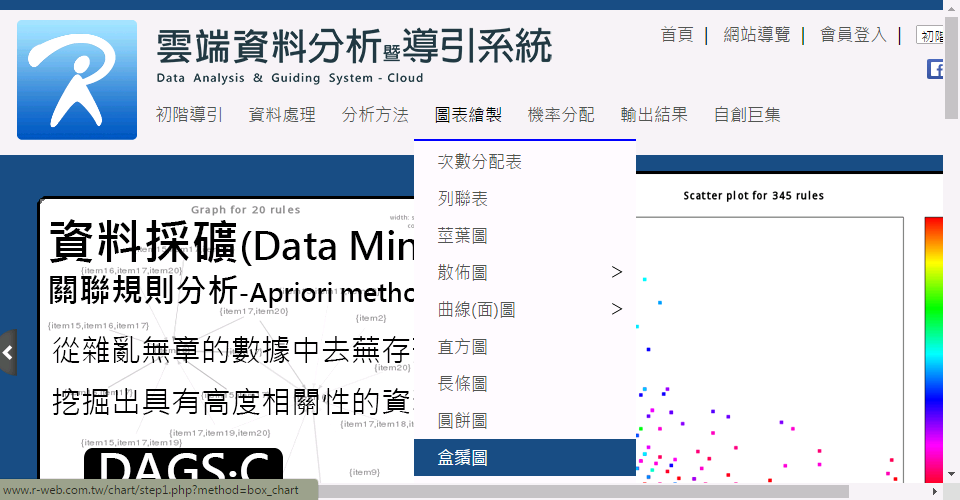 雲端資料分析暨導引系統
Data Analysis & Guiding System - Cloud
首頁 | 網站導覽 | 會員登入 |
初階導引 資料處理 分析方法 圖表繪製 機率分配 輸出結果 自創巨集
次數分配表
列聯表
莖葉圖
散佈圖 >
曲線(面)圖 >
直方圖
長條圖
圓餅圖
盒鬚圖
Graph for 20 rules
資料採礦(Data Min
關聯規則分析-Apriori metho
{item16,item17,item20}
{item17,item20}
{item2}
{item15,item16,item17}
從雜亂無章的數據中去蕪存
{item20}
挖掘出具有高度相關性的資
{item17,item19,item20}
{item15,item17,item19}
DAGS-C
{item9}
Scatter plot for 345 rules
www.r-web.com.tw/chart/step1.php?method=box_chart